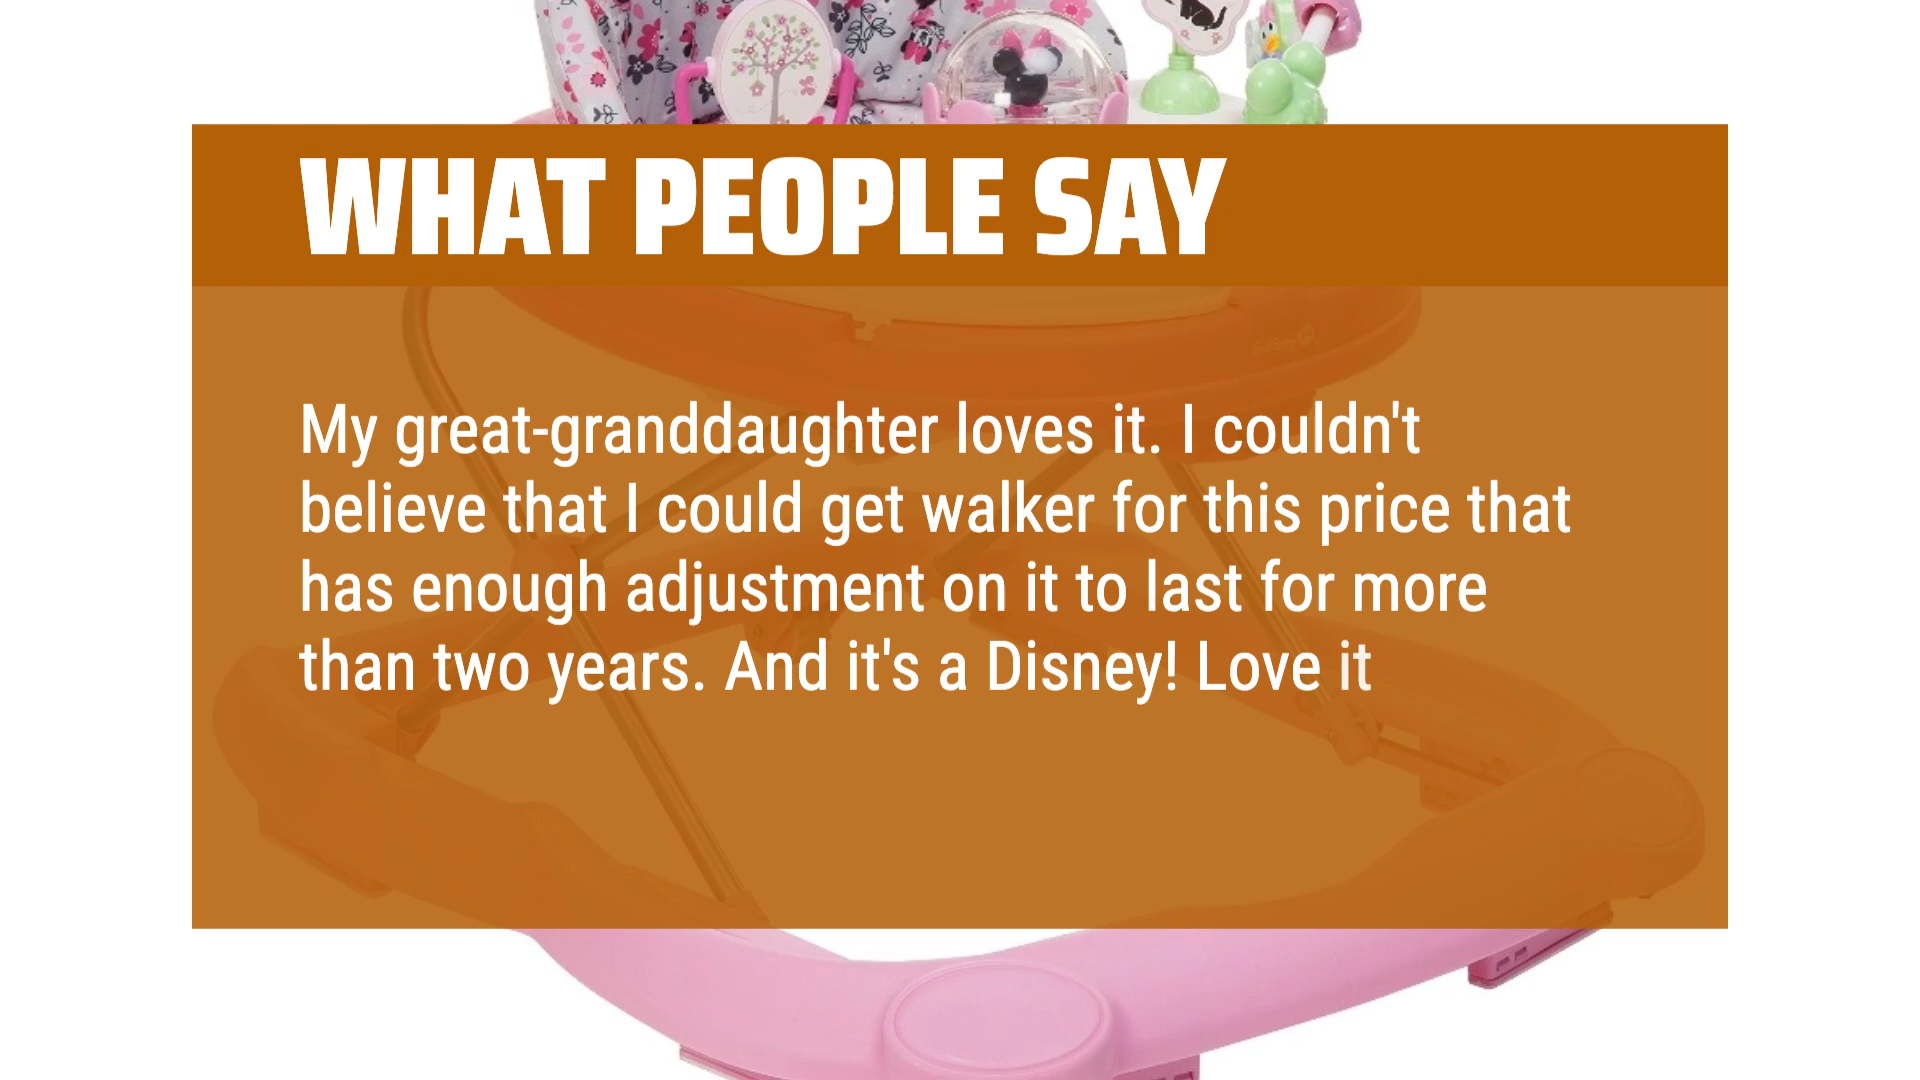 WHAT PEOPLE SAY
My great-granddaughter loves it. I couldn't
believe that I could get walker for this price that
has enough adjustment on it to last for more
than two years. And it's a Disney! Love it